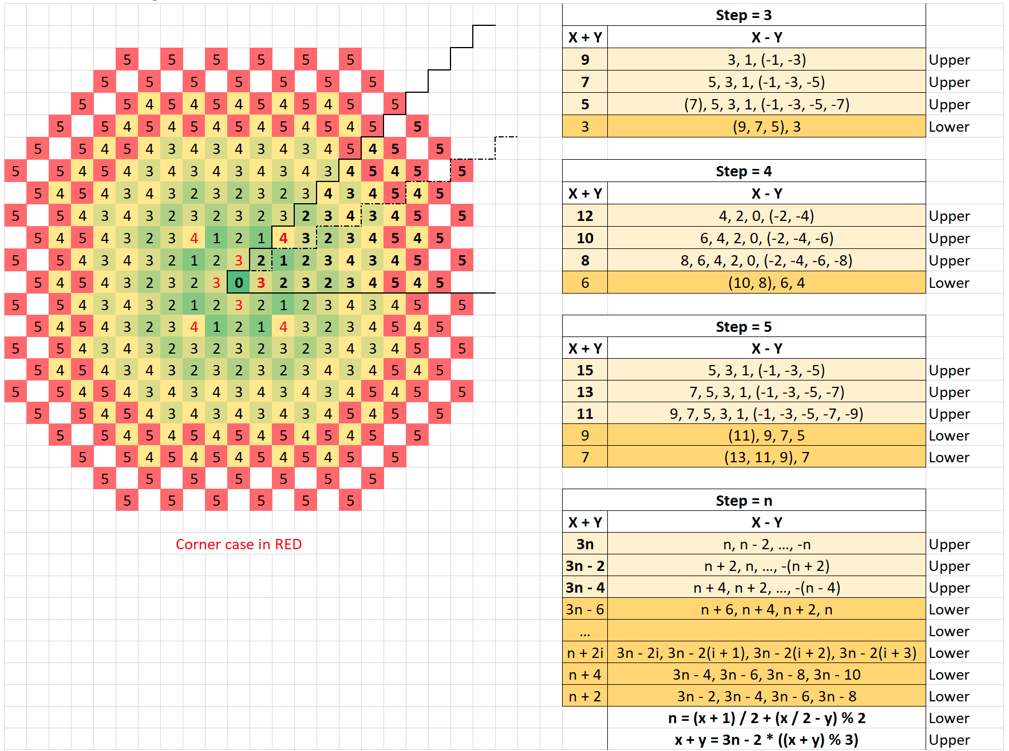 5 5 5 5 5 5
5 5 5 5 5 5 5
5 5 4 5 4 5 4 5 4 5 4 5 5
5 5 4 5 4 5 4 5 4 5 4 5 4 5 5
5 5 4 5 4 3 4 3 4 3 4 3 4 5 4 5 5
5 5 4 5 4 3 4 3 4 3 4 3 4 3 4 5 4 5 5
5 4 5 4 3 4 3 2 3 2 3 2 3 4 3 4 5 4 5
5 5 4 3 4 3 2 3 2 3 2 3 2 3 4 3 4 5 5
5 4 5 4 3 2 3 4 1 2 1 4 3 2 3 4 5 4 5
5 5 4 3 4 3 2 1 2 3 2 1 2 3 4 3 4 5 5
5 4 5 4 3 2 3 2 3 0 3 2 3 2 3 4 5 4 5
5 5 4 3 4 3 2 1 2 3 2 1 2 3 4 3 4 5 5
5 4 5 4 3 2 3 4 1 2 1 4 3 2 3 4 5 4 5
5 5 4 3 4 3 2 3 2 3 2 3 2 3 4 3 4 5 5
5 4 5 4 3 4 3 2 3 2 3 2 3 4 3 4 5 4 5
5 5 4 5 4 3 4 3 4 3 4 3 4 3 4 5 4 5 5
5 5 4 5 4 3 4 3 4 3 4 3 4 5 4 5 5
5 5 4 5 4 5 4 5 4 5 4 5 4 5 5
5 5 4 5 4 5 4 5 4 5 4 5 5
5 5 5 5 5 5 5
5 5 5 5 5 5
Corner case in RED
Step = 3
X + Y X - Y
9 3, 1, (-1, -3) Upper
7 5, 3, 1, (-1, -3, -5) Upper
5 (7), 5, 3, 1, (-1, -3, -5, -7) Upper
3 (9, 7, 5), 3 Lower
Step = 4
X + Y X - Y
12 4, 2, 0, (-2, -4) Upper
10 6, 4, 2, 0, (-2, -4, -6) Upper
8 8, 6, 4, 2, 0, (-2, -4, -6, -8) Upper
6 (10, 8), 6, 4 Lower
Step = 5
X + Y X - Y
15 5, 3, 1, (-1, -3, -5) Upper
13 7, 5, 3, 1, (-1, -3, -5, -7) Upper
11 9, 7, 5, 3, 1, (-1, -3, -5, -7, -9) Upper
9 (11), 9, 7, 5 Lower
7 (13, 11, 9), 7 Lower
Step = n
X + Y X - Y
3n n, n - 2, ..., -n Upper
3n - 2 n + 2, n, ..., -(n + 2) Upper
3n - 4 n + 4, n + 2, ..., -(n - 4) Upper
3n - 6 n + 6, n + 4, n + 2, n Lower
... Lower
n + 2i 3n - 2i, 3n - 2(i + 1), 3n - 2(i + 2), 3n - 2(i + 3) Lower
n + 4 3n - 4, 3n - 6, 3n - 8, 3n - 10 Lower
n + 2 3n - 2, 3n - 4, 3n - 6, 3n - 8 Lower
n = (x + 1) / 2 + (x / 2 - y) % 2 Lower
x + y = 3n - 2 * ((x + y) % 3) Upper